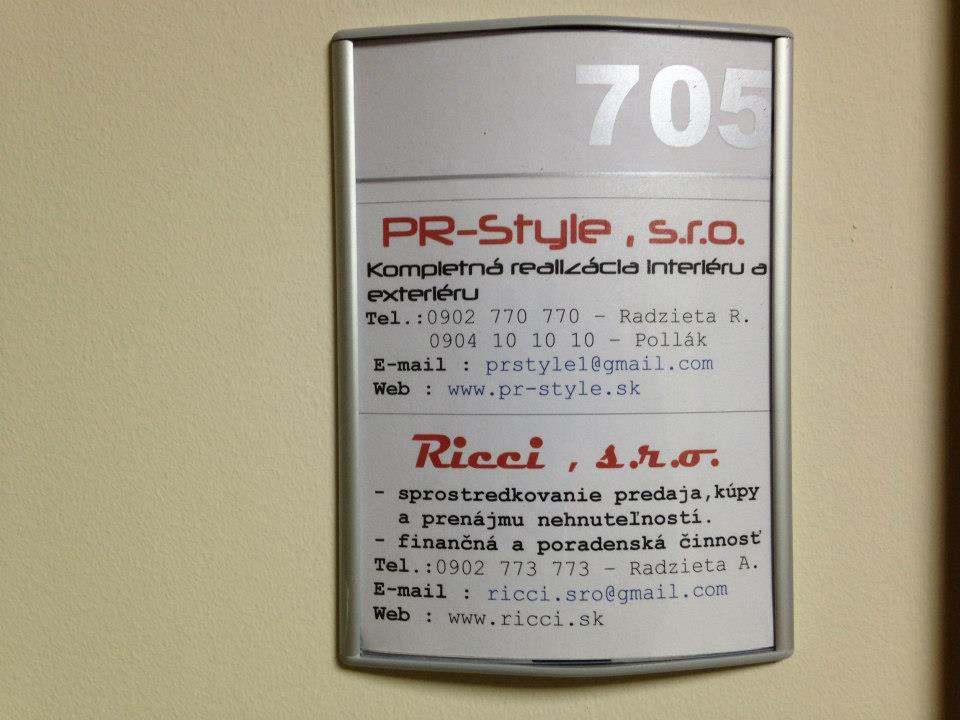 705
PR-Style , s.r.o.
Kompletná realizácia interiéru a
exteriéru
Tel.:0902 770 770 – Radzieta R.
0904 10 10 10 – Pollák
E-mail : prstyle1@gmail.com
Web : www.pr-style.sk
Ricci , s.r.o.
- sprostredkovanie predaja,kúpy
a prenájmu nehnuteľností.
- finančná a poradenská činnosť
Tel.:0902 773 773 – Radzieta A.
E-mail : ricci.sro@gmail.com
Web : www.ricci.sk